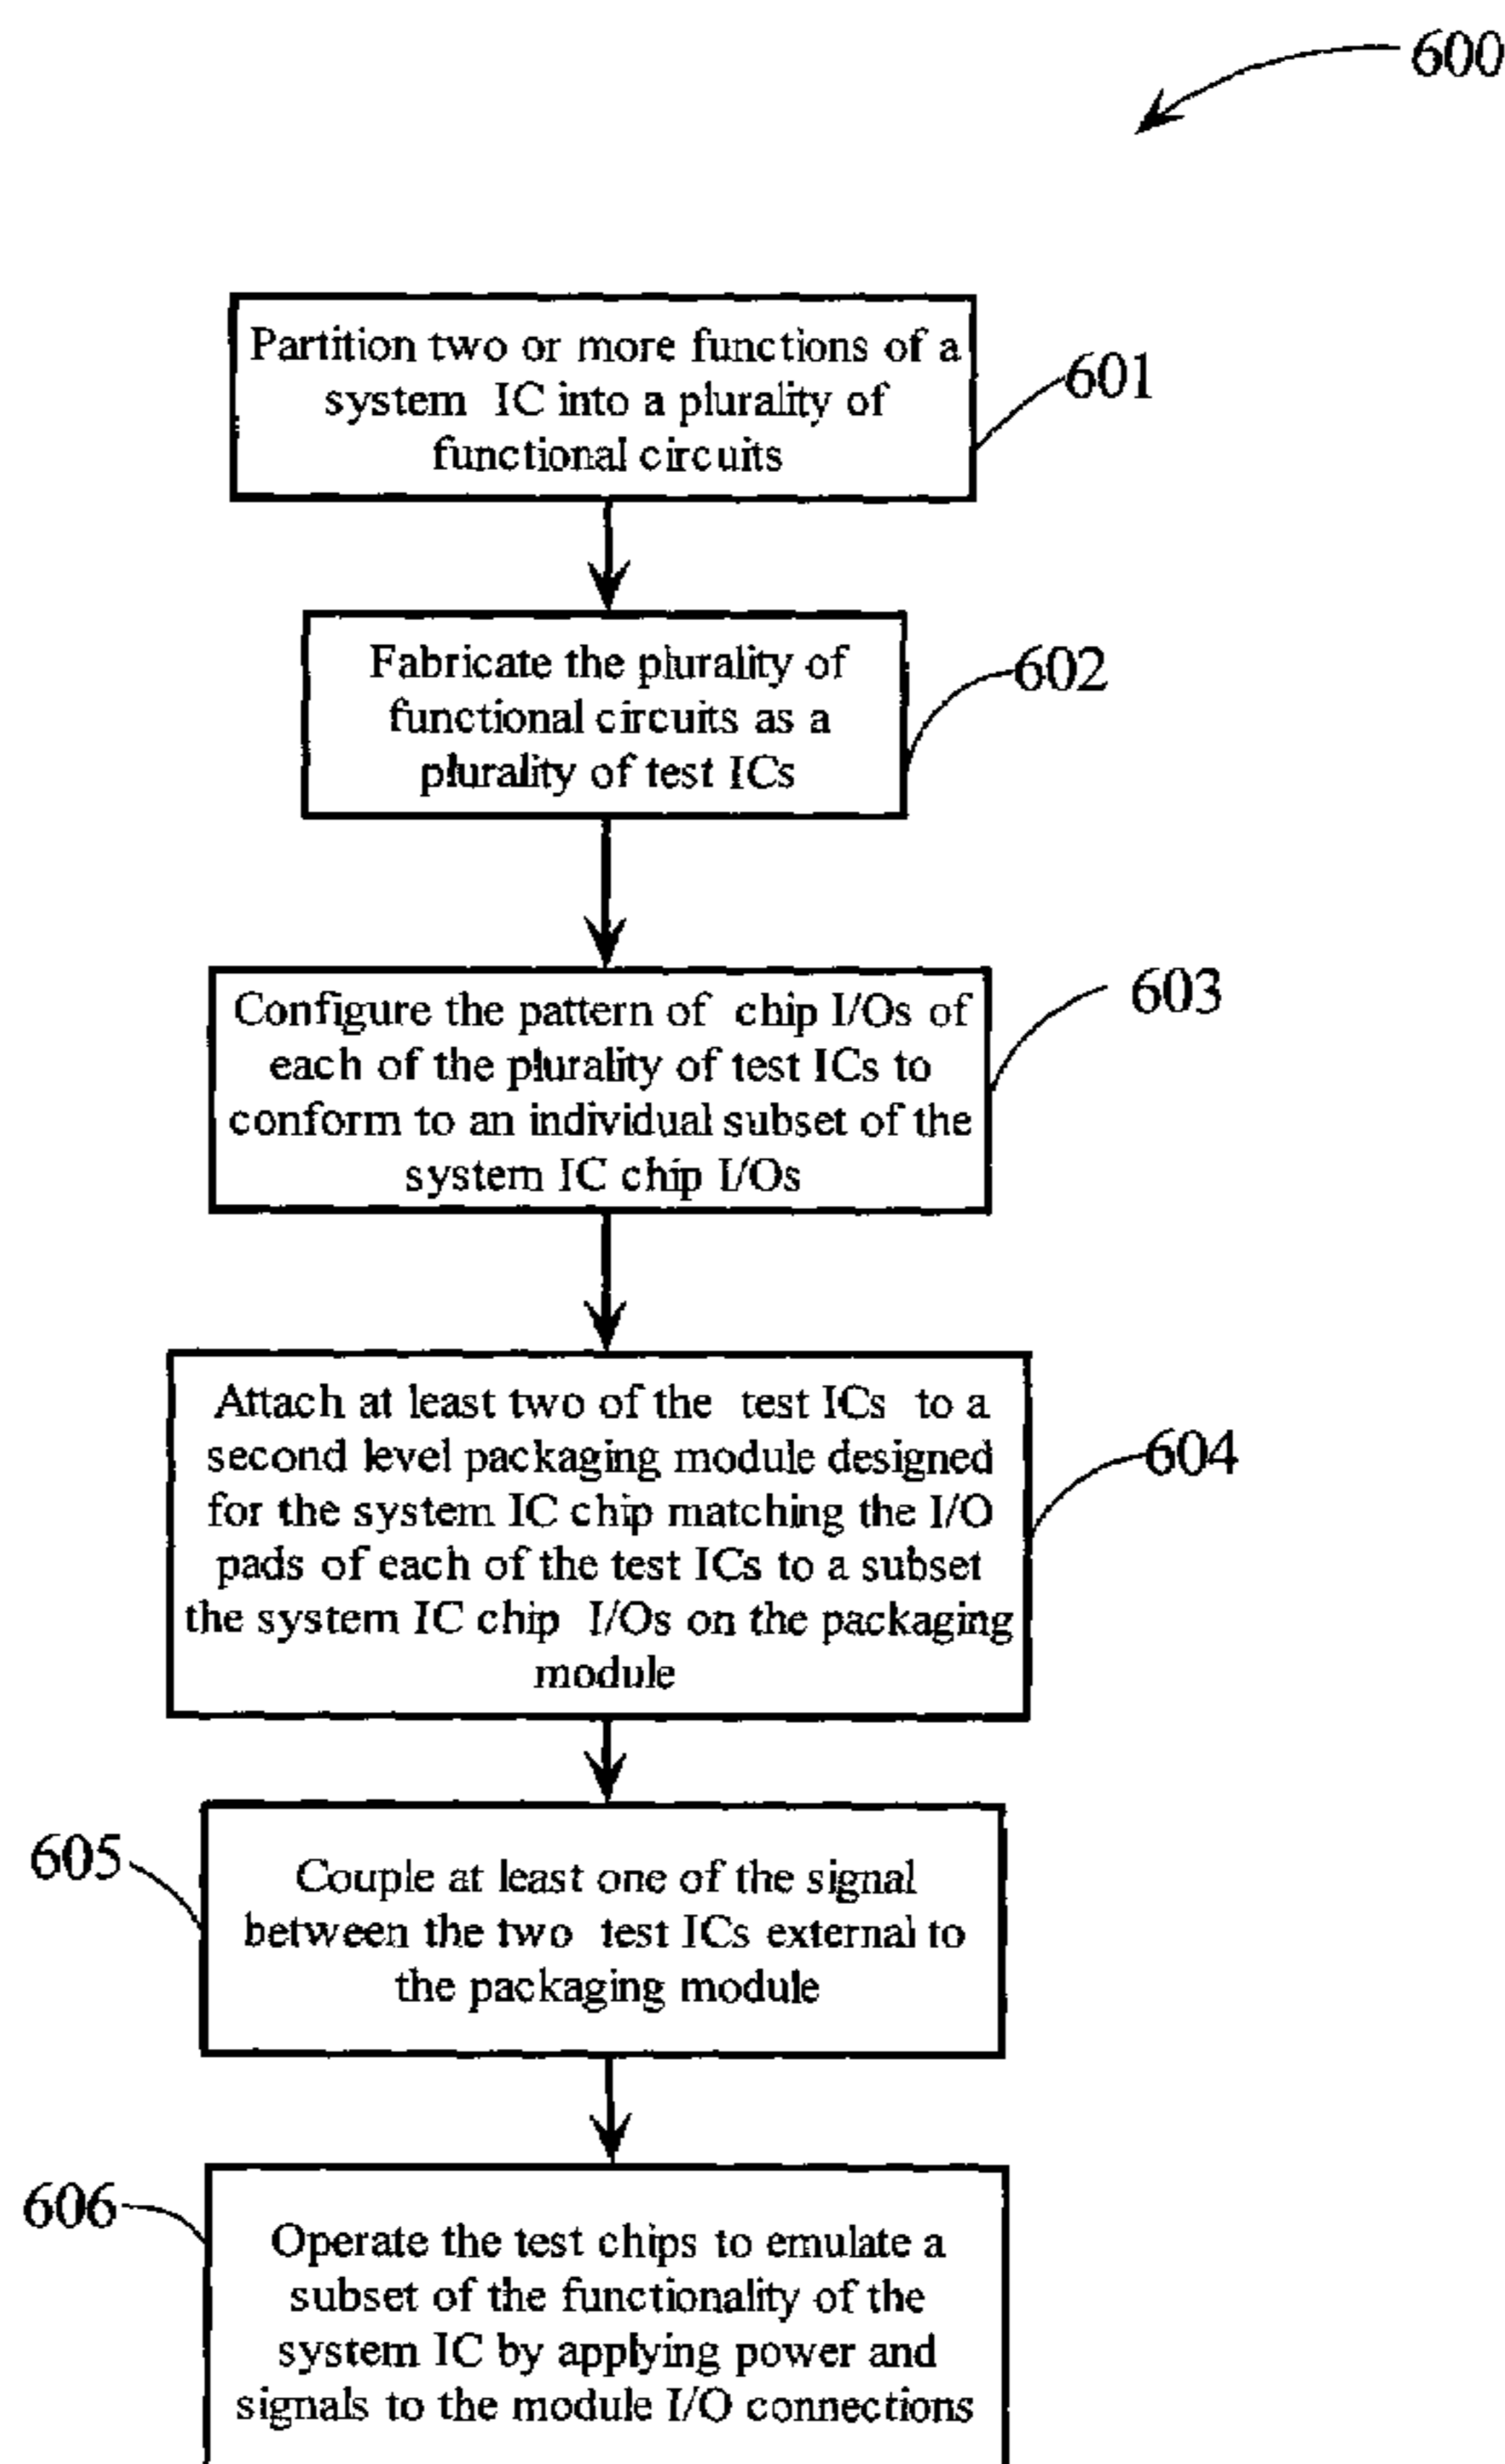 600
Partition two or more functions of a
system IC into a plurality of
functional circuits
601
Fabricate the plurality of
functional circuits as a
plurality of test ICs
602
Configure the pattern of chip I/Os of
each of the plurality of test ICs to
conform to an individual subset of the
system IC chip I/Os
603
Attach at least two of the test ICs to a
second level packaging module designed
for the system IC chip matching the I/O
pads of each of the test ICs to a subset
the system IC chip I/Os on the packaging
module
604
605
Couple at least one of the signal
between the two test ICs external to
the packaging module
606
Operate the test chips to emulate a
subset of the functionality of the
system IC by applying power and
signals to the module I/O connections